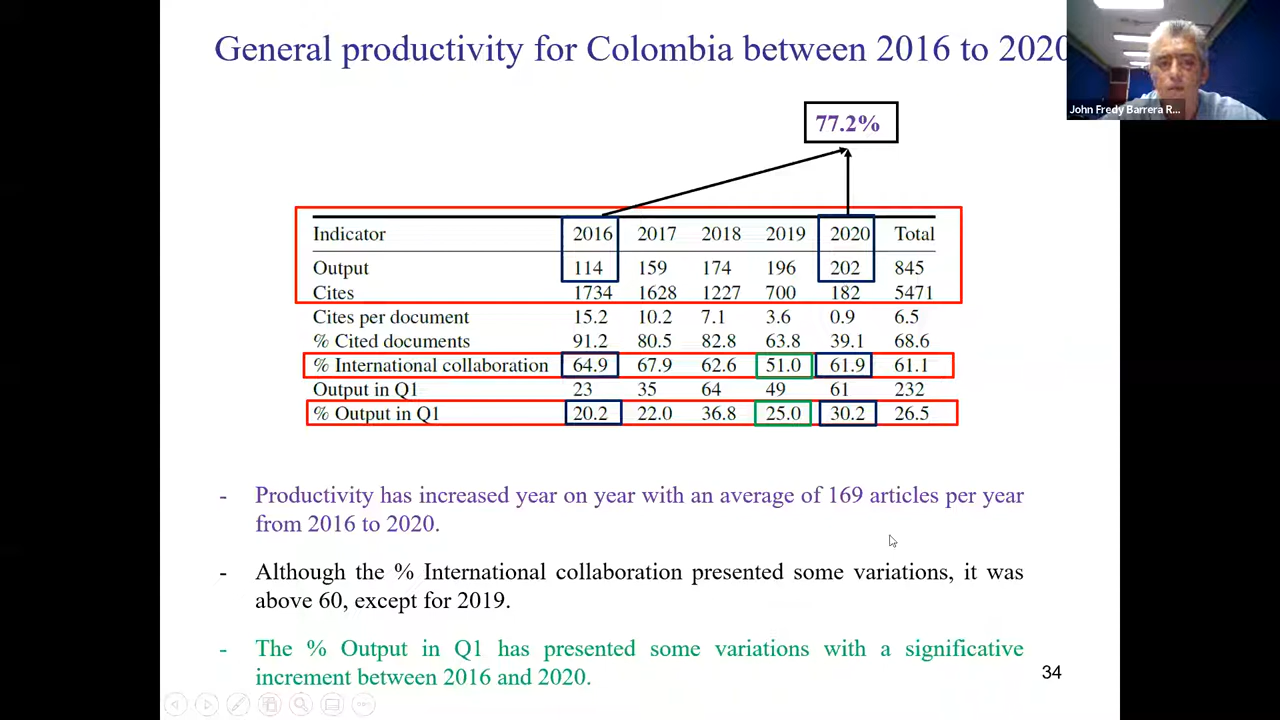 General productivity for Colombia between 2016 to 2020
John Fredy Barrera R...
77.2%
Indicator 2016 2017 2018 2019 2020 Total
Output 114 159 174 196 202 845
Cites 1734 1628 1227 700 182 5471
Cites per document 15.2 10.2 7.1 3.6 0.9 6.5
% Cited documents 91.2 80.5 82.8 63.8 39.1 68.6
% International collaboration 64.9 67.9 62.6 51.0 61.9 61.1
Output in Q1 23 35 64 49 61 232
% Output in Q1 20.2 22.0 36.8 25.0 30.2 26.5
- Productivity has increased year on year with an average of 169 articles per year
from 2016 to 2020.
- Although the % International collaboration presented some variations, it was
above 60, except for 2019.
- The % Output in Q1 has presented some variations with a significative
increment between 2016 and 2020.
34